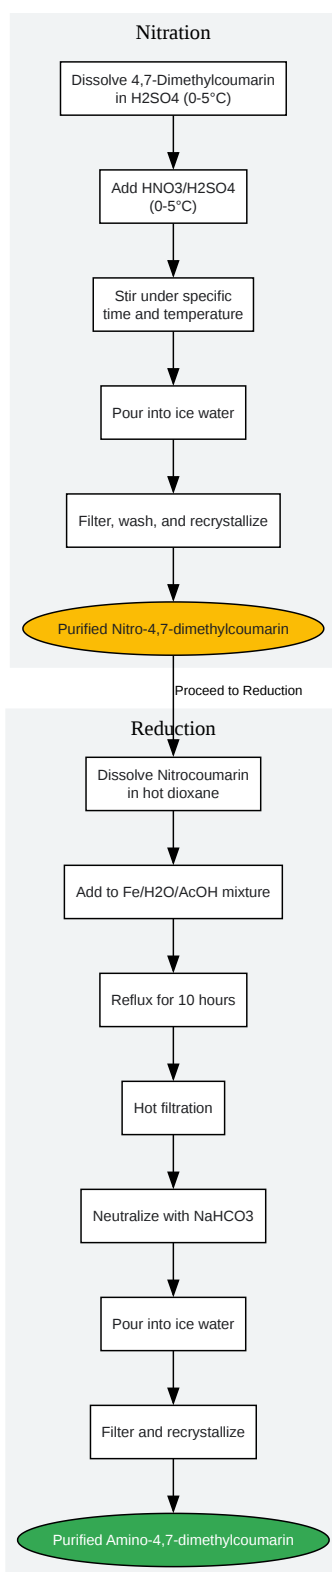 Nitration
Dissolve 4,7-Dimethylcoumarin
in H2SO4 (0-5°C)
Add HNO3/H2SO4
(0-5°C)
Stir under specific
time and temperature
Pour into ice water
Filter, wash, and recrystallize
Purified Nitro-4,7-dimethylcoumarin
Proceed to Reduction
Reduction
Dissolve Nitrocoumarin
in hot dioxane
Add to Fe/H2O/AcOH mixture
Reflux for 10 hours
Hot filtration
Neutralize with NaHCO3
Pour into ice water
Filter and recrystallize
Purified Amino-4,7-dimethylcoumarin